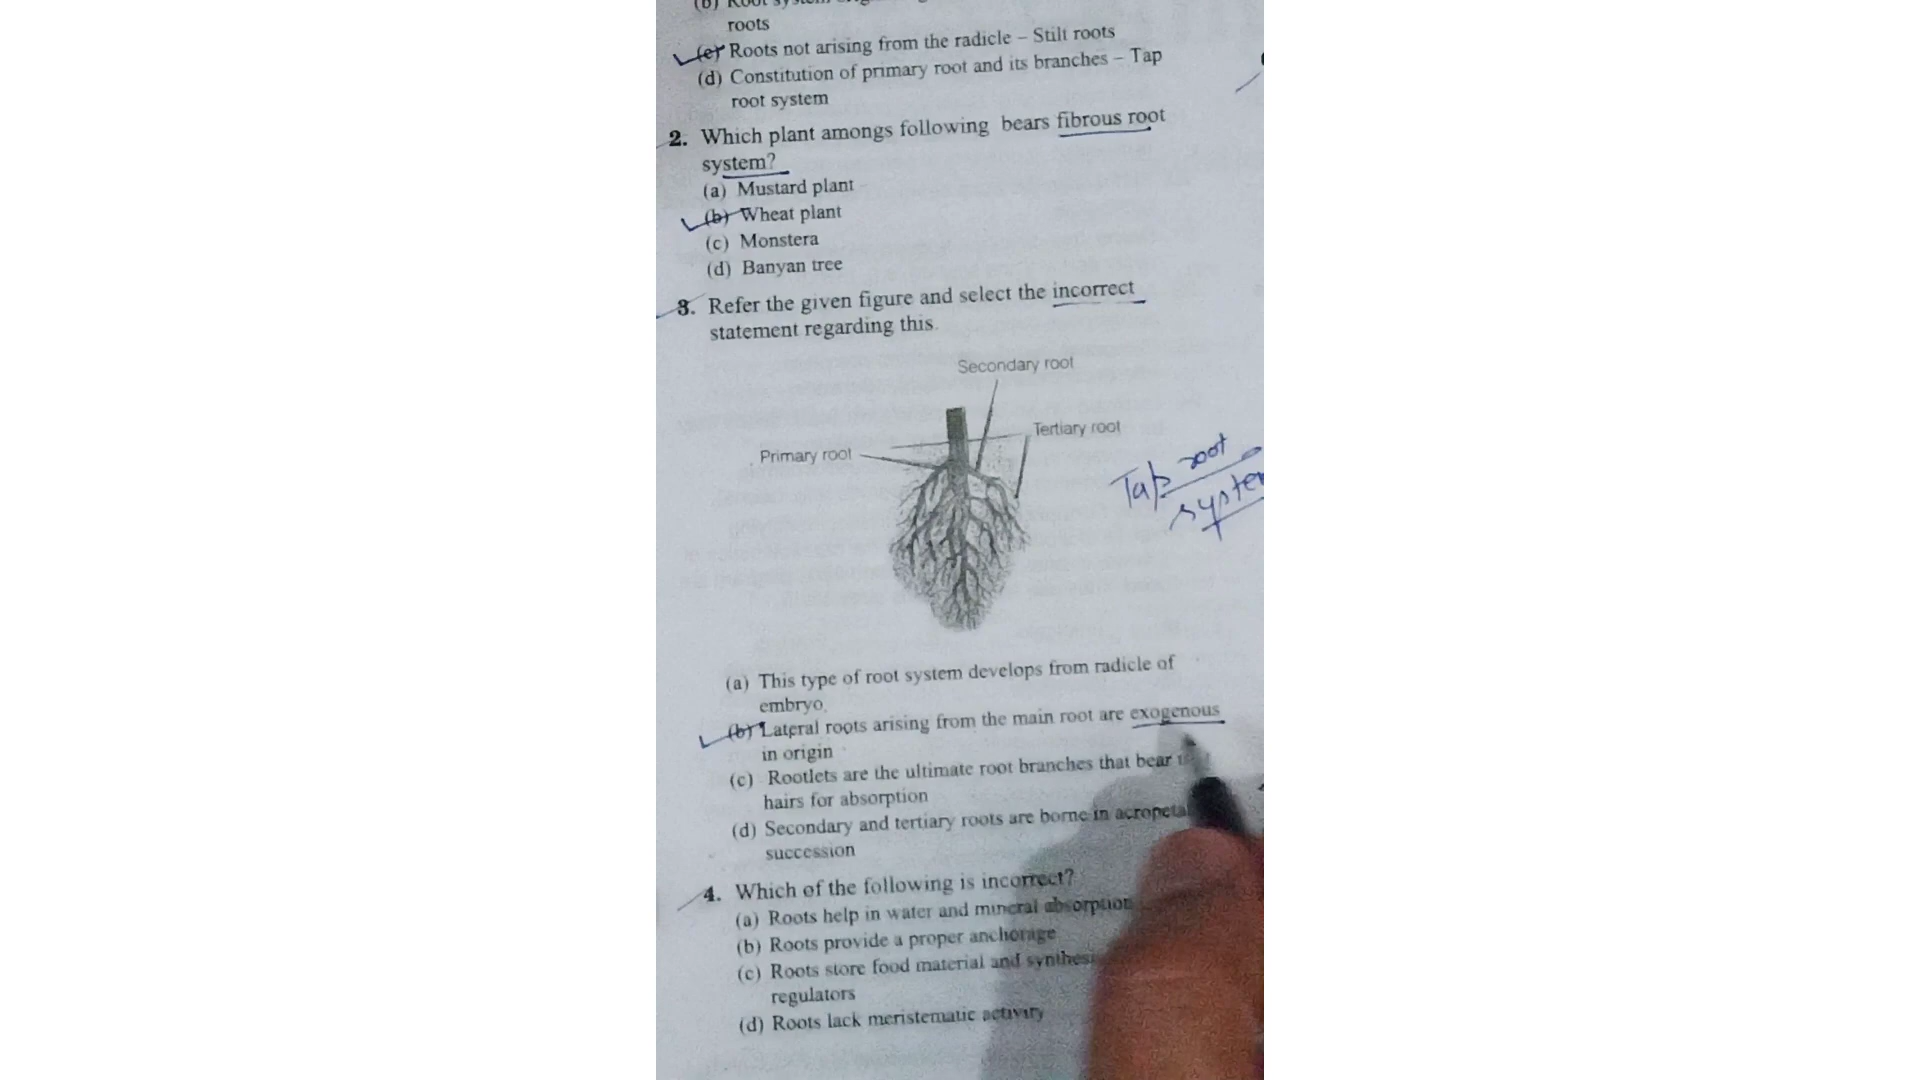 roots
(c) Roots not arising from the radicle – Stilt roots
(d) Constitution of primary root and its branches – Tap
root system
2. Which plant amongs following bears fibrous root
system?
(a) Mustard plant
(b) Wheat plant
(c) Monstera
(d) Banyan tree
3. Refer the given figure and select the incorrect
statement regarding this.
Secondary root
Tertiary root
Primary root
Tap root
system
(a) This type of root system develops from radicle of
embryo.
(b) Lateral roots arising from the main root are exogenous
in origin
(c) Rootlets are the ultimate root branches that bear
hairs for absorption
(d) Secondary and tertiary roots are borne in acropetal
succession
4. Which of the following is incorrect?
(a) Roots help in water and mineral absorption
(b) Roots provide a proper anchorage
(c) Roots store food material and
regulators
(d) Roots lack meristematic activity